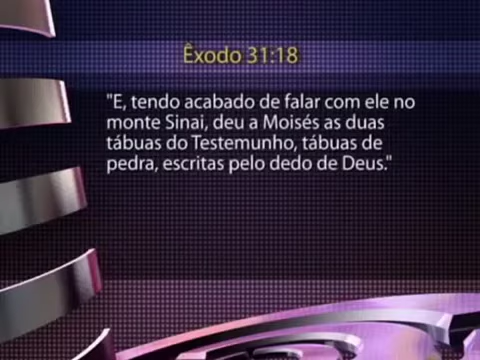 Êxodo 31:18
"E, tendo acabado de falar com ele no
monte Sinai, deu a Moisés as duas
tábuas do Testemunho, tábuas de
pedra, escritas pelo dedo de Deus."